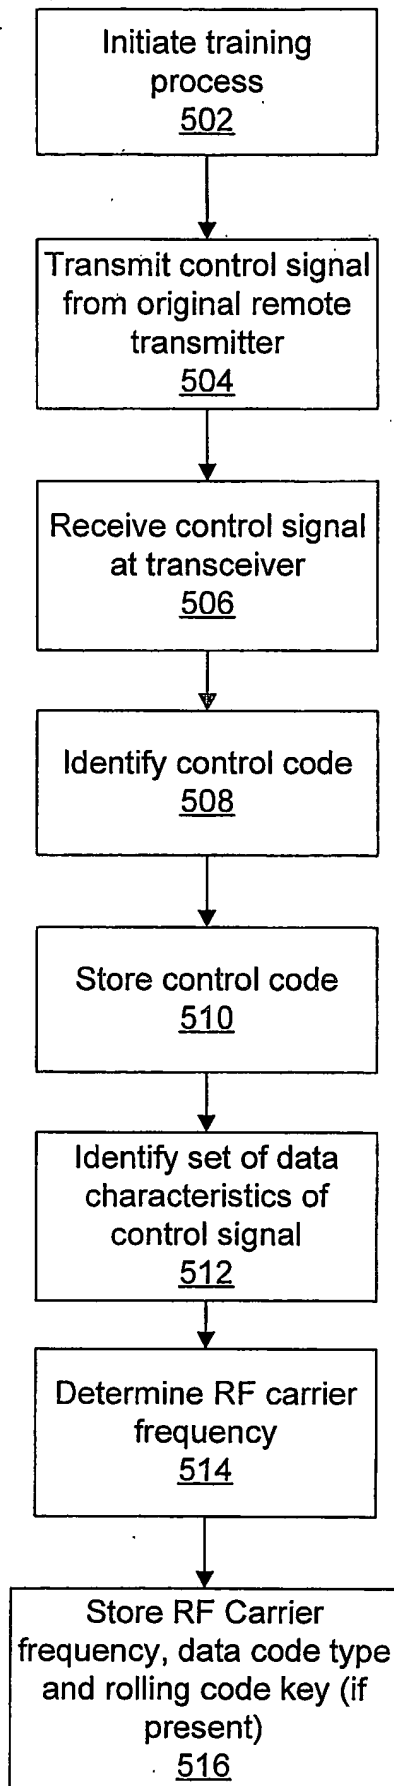 Initiate training
process
502
Transmit control signal
from original remote
transmitter
504
Receive control signal
at transceiver
506
Identify control code
508
Store control code
510
Identify set of data
characteristics of
control signal
512
Determine RF carrier
frequency
514
Store RF Carrier
frequency, data code type
and rolling code key (if
present)
516